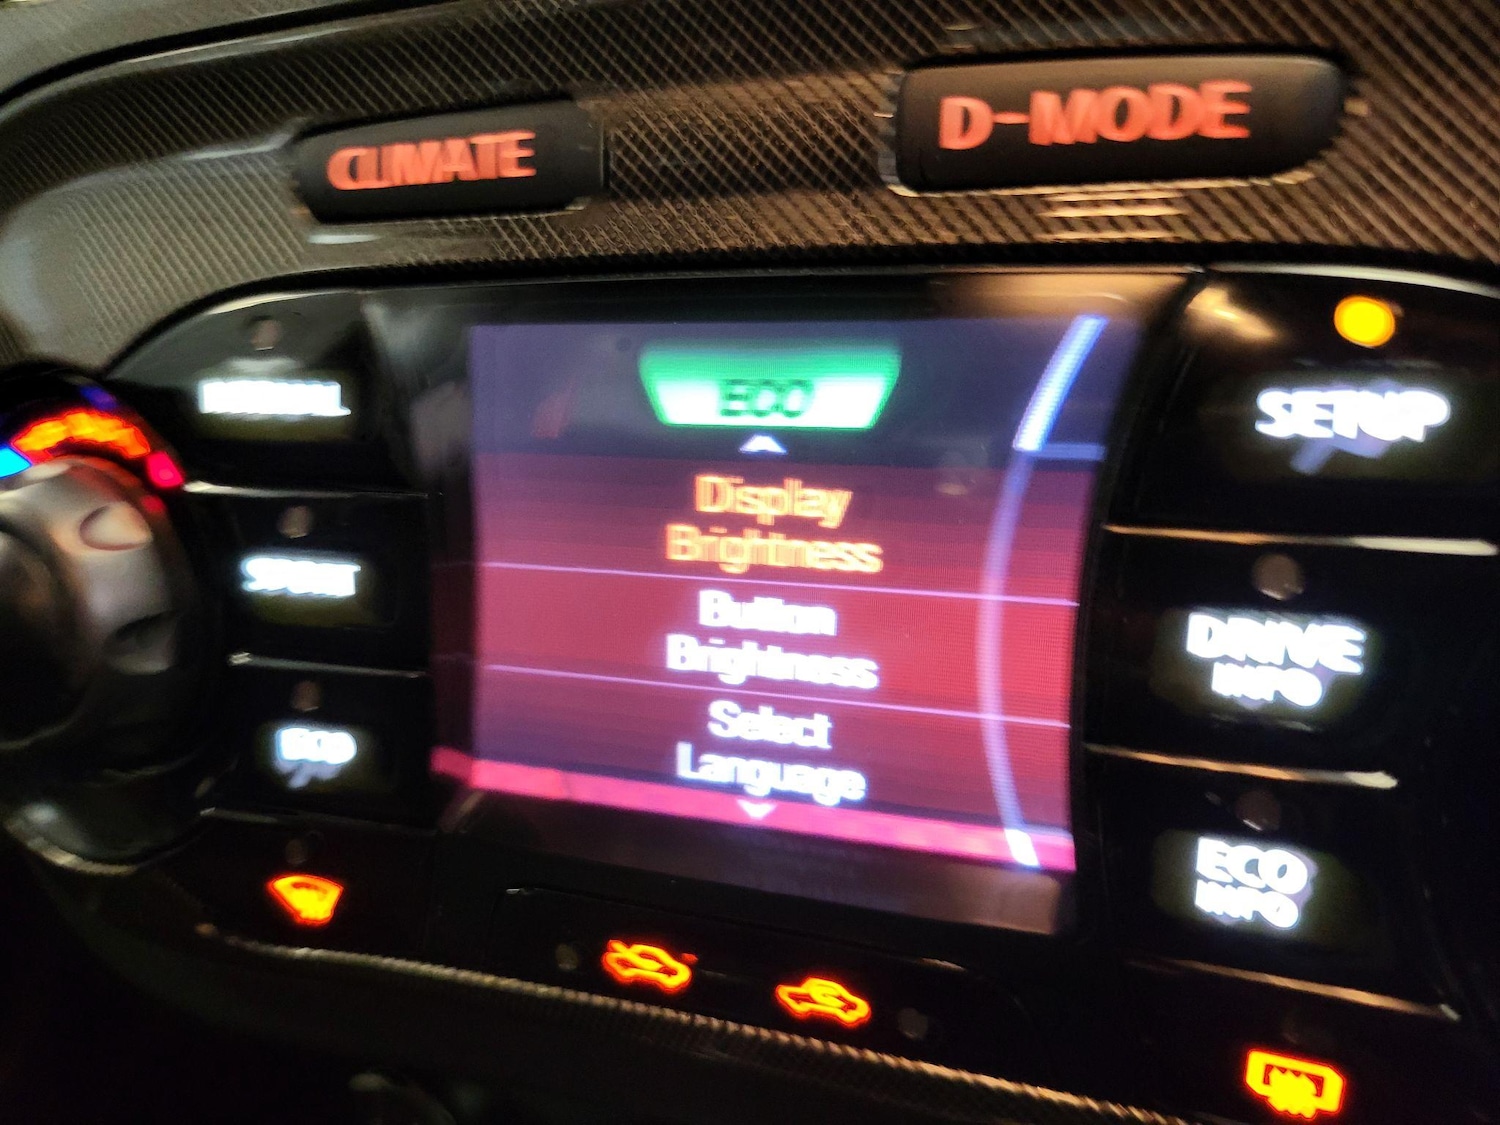 CLIMATE
D-MODE
NORMAL
ECO
SETUP
Display
Brightness
SPORT
Button
Brightness
DRIVE
INFO
ECO
Select
Language
ECO
INFO